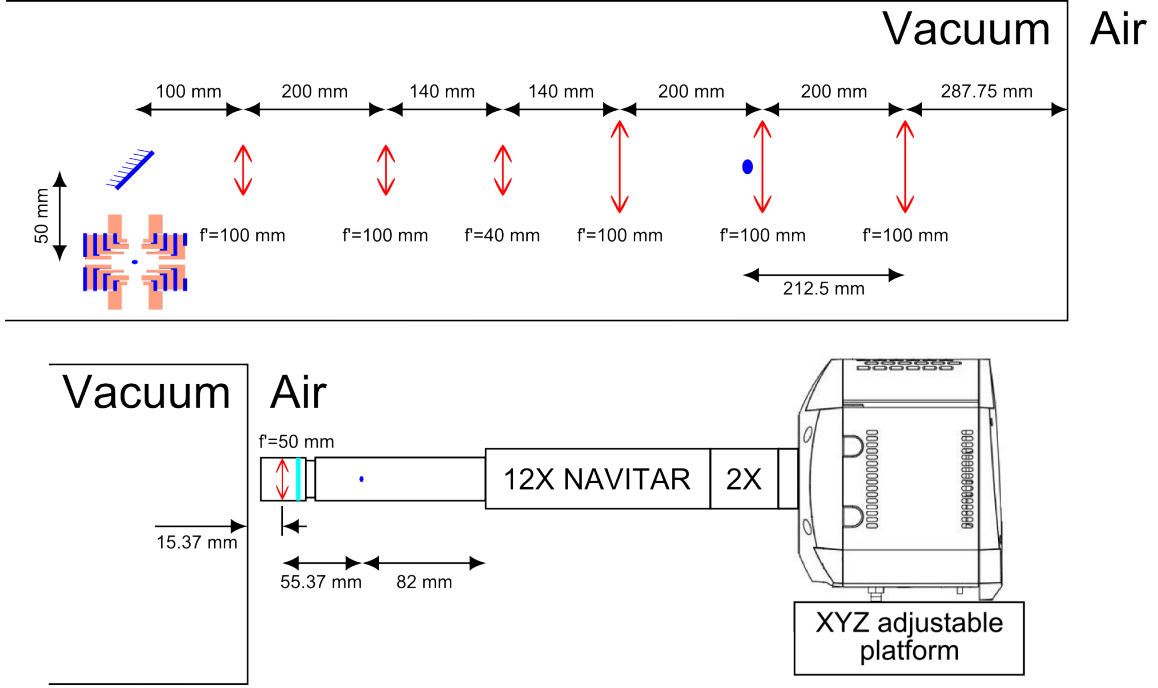 Vacuum Air
100 mm 200 mm 140 mm 140 mm 200 mm 200 mm 287.75 mm
50 mm
f'=100 mm f'=100 mm f'=40 mm f'=100 mm f'=100 mm f'=100 mm
212.5 mm
Vacuum Air
f'=50 mm
12X NAVITAR 2X
15.37 mm
55.37 mm 82 mm
XYZ adjustable
platform